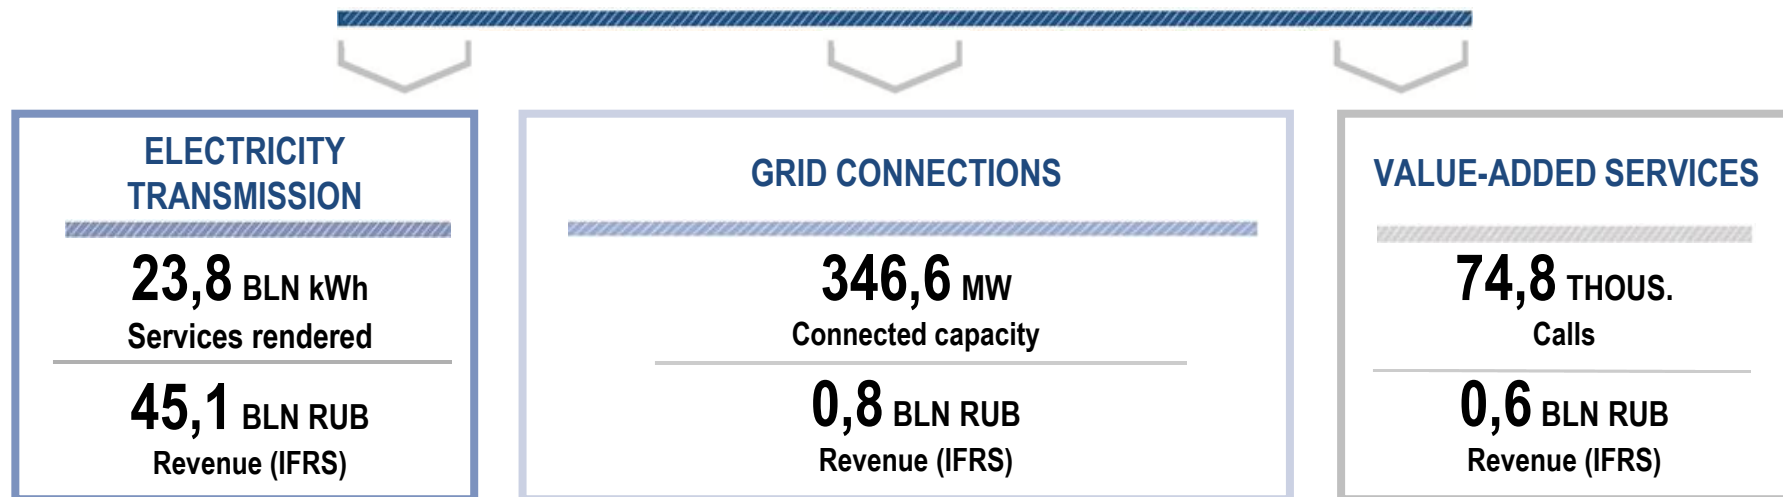 ELECTRICITY
TRANSMISSION
23,8 BLN kWh
Services rendered
45,1 BLN RUB
Revenue (IFRS)
GRID CONNECTIONS
346,6 MW
Connected capacity
0,8 BLN RUB
Revenue (IFRS)
VALUE-ADDED SERVICES
74,8 THOUS.
Calls
0,6 BLN RUB
Revenue (IFRS)